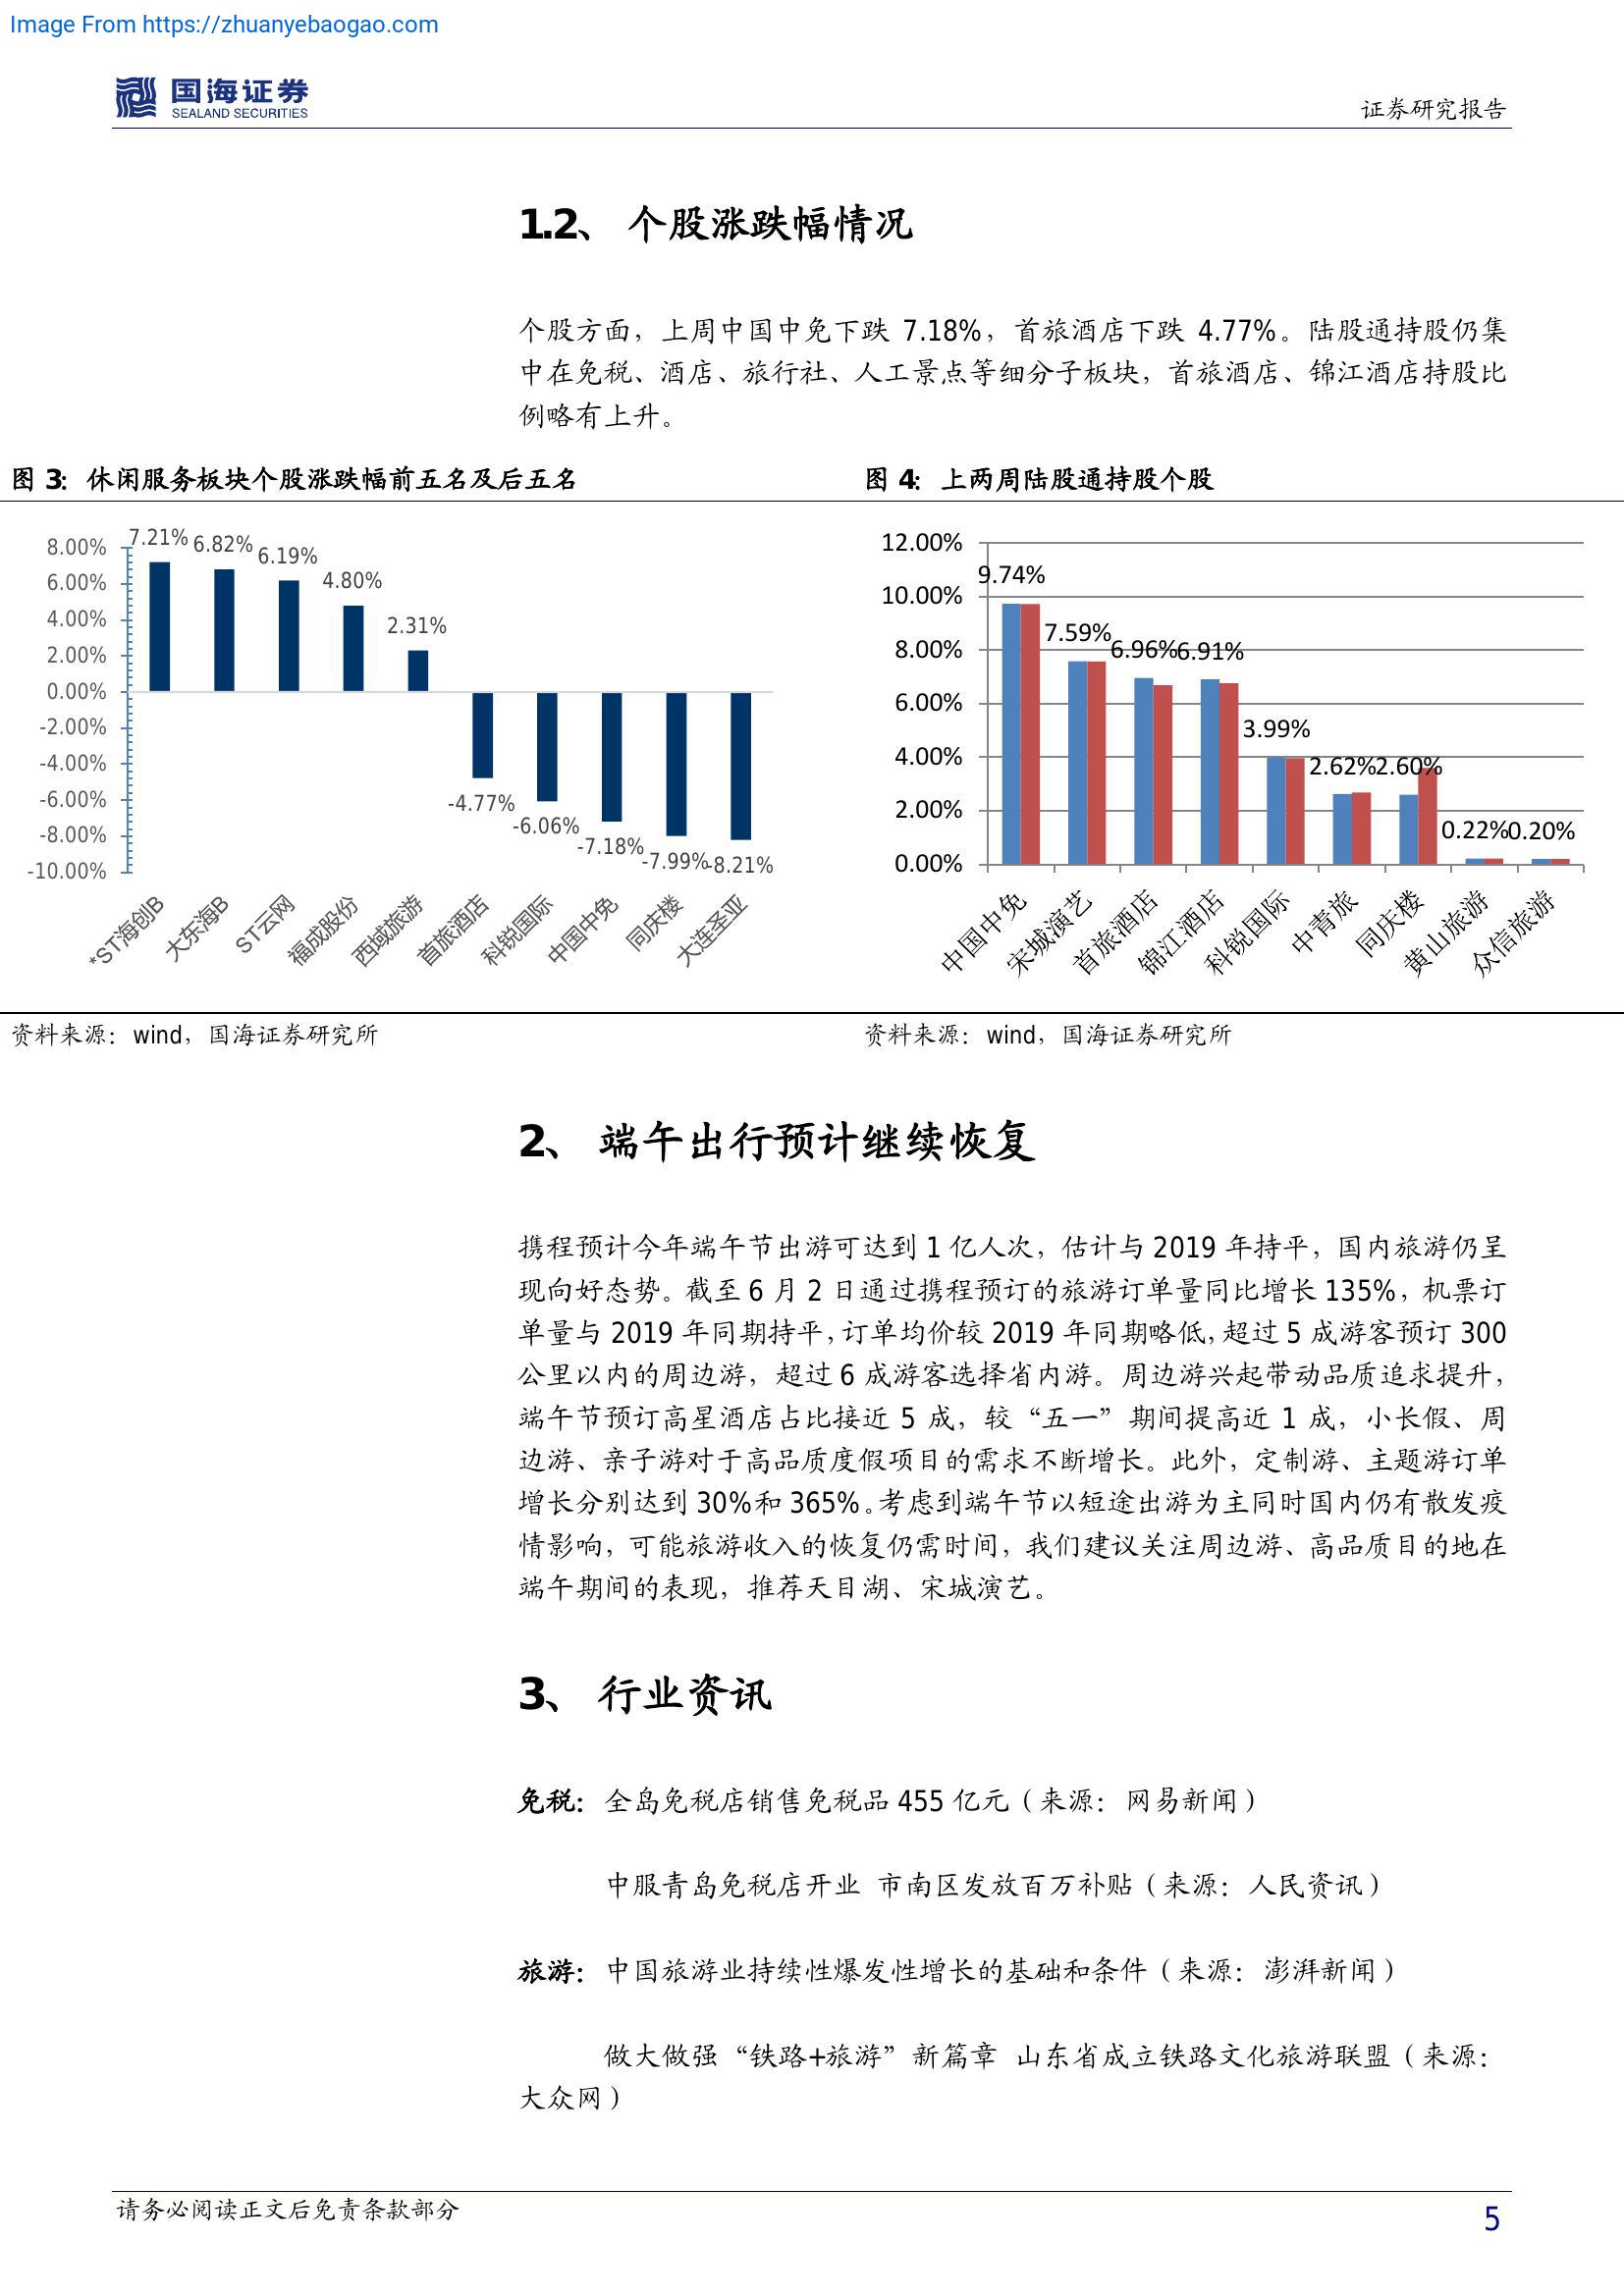 Image From https://zhuanyebaogao.com
国海证券
SEALAND SECURITIES
证券研究报告
1.2、 个股涨跌幅情况
个股方面，上周中国中免下跌 7.18%，首旅酒店下跌 4.77%。陆股通持股仍集
中在免税、酒店、旅行社、人工景点等细分子板块，首旅酒店、锦江酒店持股比
例略有上升。
图 3：休闲服务板块个股涨跌幅前五名及后五名
8.00%
6.00%
4.00%
2.00%
0.00%
-2.00%
-4.00%
-6.00%
-8.00%
-10.00%
7.21%
6.82%
6.19%
4.80%
2.31%
-4.77%
-6.06%
-7.18%
-7.99%
-8.21%
*ST海创B
大东海B
ST云网
福成股份
西域旅游
首旅酒店
科锐国际
中国中免
同庆楼
大连圣亚
资料来源：wind，国海证券研究所
图 4：上两周陆股通持股个股
12.00%
10.00%
8.00%
6.00%
4.00%
2.00%
0.00%
9.74%
7.59%
6.96%
6.91%
3.99%
2.62%
2.60%
0.22%
0.20%
中国中免
宋城演艺
首旅酒店
锦江酒店
科锐国际
中青旅
同庆楼
黄山旅游
众信旅游
资料来源：wind，国海证券研究所
2、 端午出行预计继续恢复
携程预计今年端午节出游可达到 1 亿人次，估计与 2019 年持平，国内旅游仍呈
现向好态势。截至 6 月 2 日通过携程预订的旅游订单量同比增长 135%，机票订
单量与 2019 年同期持平，订单均价较 2019 年同期略低，超过 5 成游客预订 300
公里以内的周边游，超过 6 成游客选择省内游。周边游兴起带动品质追求提升，
端午节预订高星酒店占比接近 5 成，较“五一”期间提高近 1 成，小长假、周
边游、亲子游对于高品质度假项目的需求不断增长。此外，定制游、主题游订单
增长分别达到 30%和 365%。考虑到端午节以短途出游为主同时国内仍有散发疫
情影响，可能旅游收入的恢复仍需时间，我们建议关注周边游、高品质目的地在
端午期间的表现，推荐天目湖、宋城演艺。
3、 行业资讯
免税：全岛免税店销售免税品 455 亿元（来源：网易新闻）
中服青岛免税店开业 市南区发放百万补贴（来源：人民资讯）
旅游：中国旅游业持续性爆发性增长的基础和条件（来源：澎湃新闻）
做大做强“铁路+旅游”新篇章 山东省成立铁路文化旅游联盟（来源：
大众网）
请务必阅读正文后免责条款部分
5